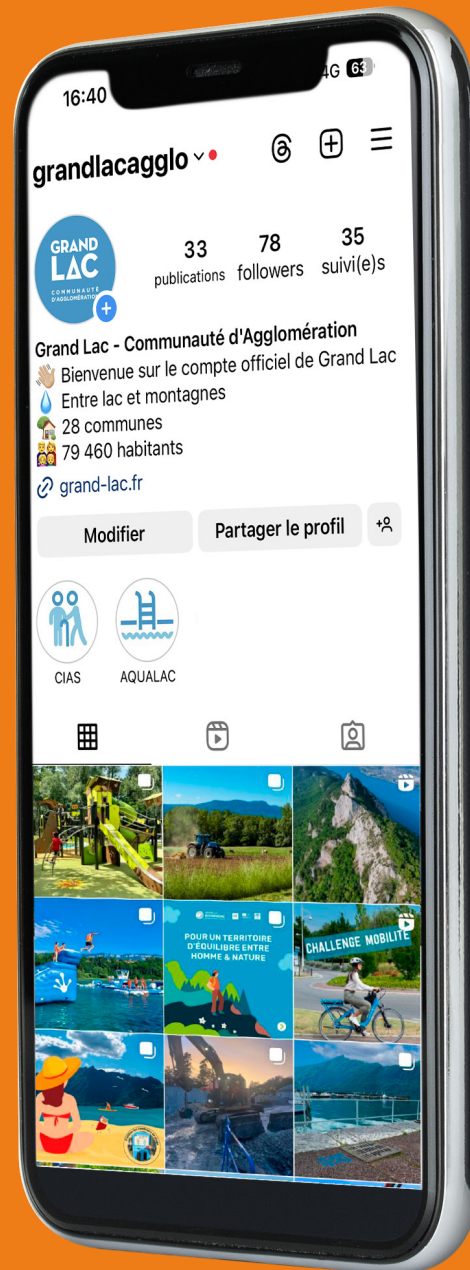 16:40
4G 63
grandlacagglo
GRAND
LAC
COMMUNAUTÉ
D'AGGLOMÉRATION
33
publications
78
followers
35
suivi(e)s
Grand Lac - Communauté d'Agglomération
👋🏼 Bienvenue sur le compte officiel de Grand Lac
💧 Entre lac et montagnes
🏡 28 communes
👨‍👩‍👧‍👦 79 460 habitants
grand-lac.fr
Modifier
Partager le profil
CIAS
AQUALAC
POUR UN TERRITOIRE
D'ÉQUILIBRE ENTRE
HOMME & NATURE
CHALLENGE MOBILITÉ